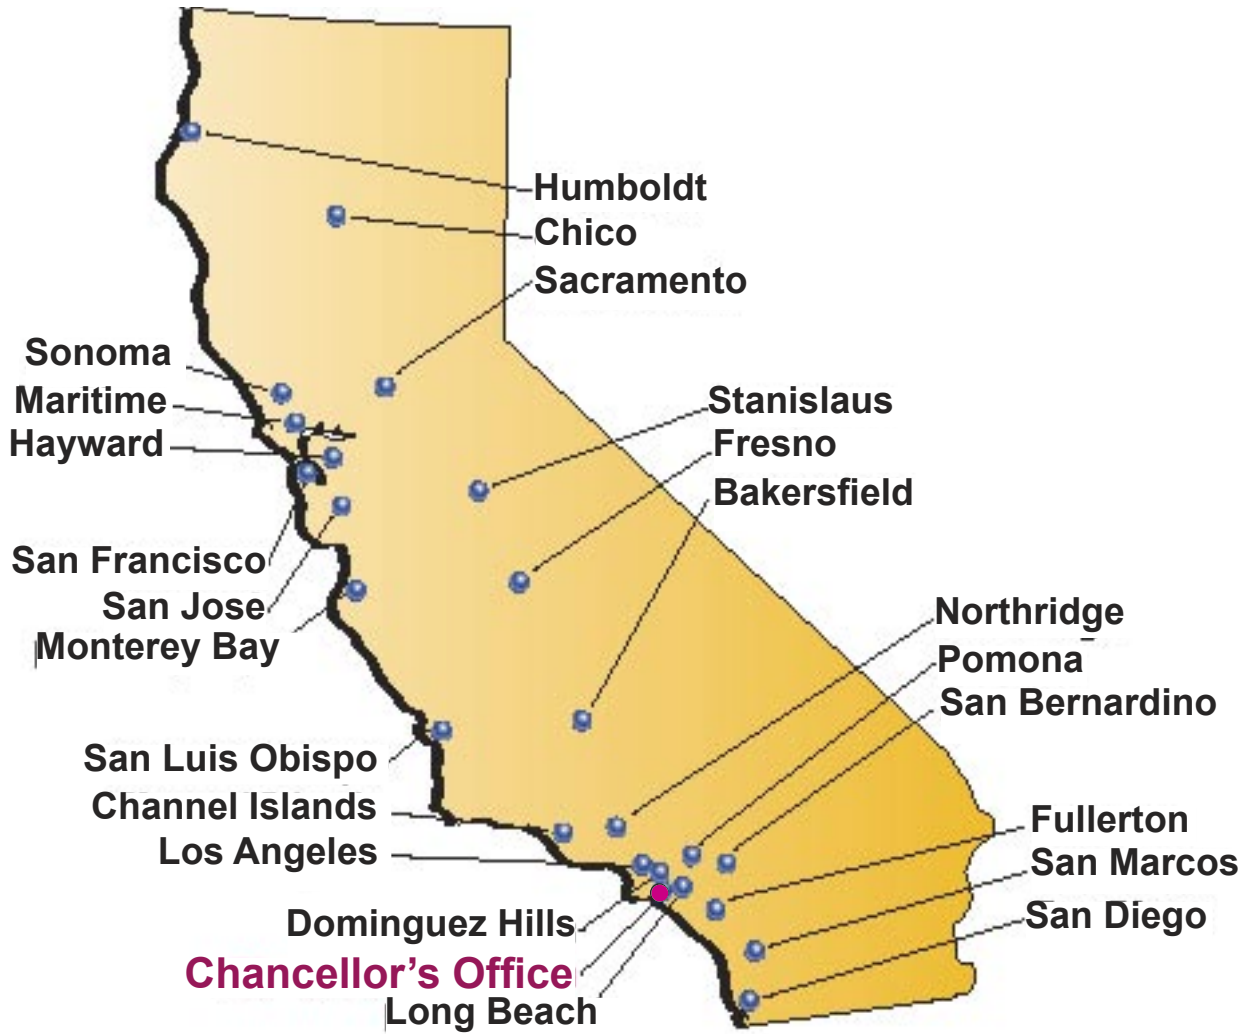 Humboldt
Chico
Sacramento
Sonoma
Maritime
Hayward
Stanislaus
Fresno
Bakersfield
San Francisco
San Jose
Monterey Bay
Northridge
Pomona
San Bernardino
San Luis Obispo
Channel Islands
Los Angeles
Fullerton
San Marcos
San Diego
Dominguez Hills
Chancellor’s Office
Long Beach